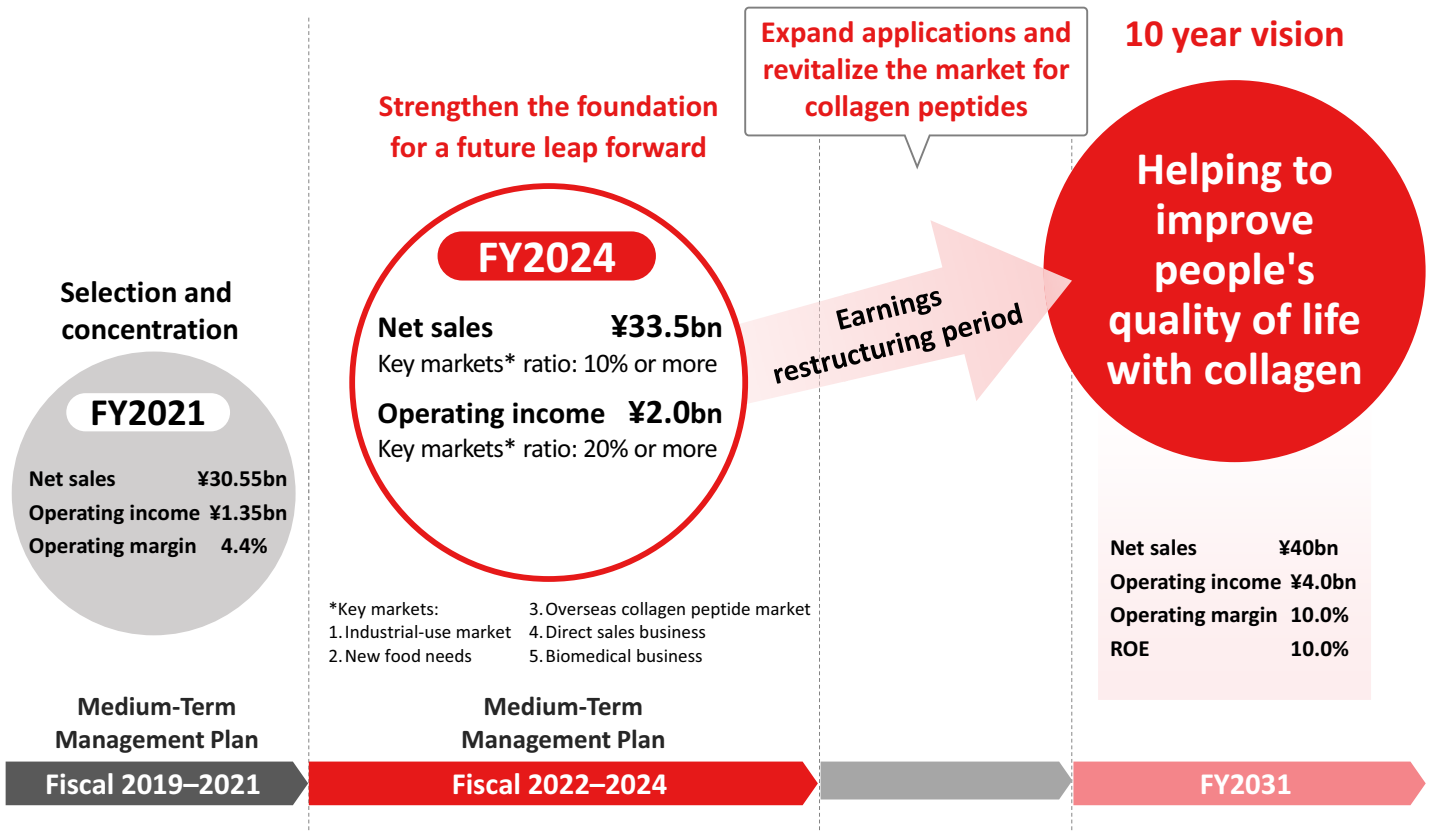 Selection and
concentration
FY2021
Net sales ¥30.55bn
Operating income ¥1.35bn
Operating margin 4.4%
Medium-Term
Management Plan
Fiscal 2019–2021
Strengthen the foundation
for a future leap forward
FY2024
Net sales ¥33.5bn
Key markets* ratio: 10% or more
Operating income ¥2.0bn
Key markets* ratio: 20% or more
*Key markets:
1. Industrial-use market
2. New food needs
3. Overseas collagen peptide market
4. Direct sales business
5. Biomedical business
Medium-Term
Management Plan
Fiscal 2022–2024
Expand applications and
revitalize the market for
collagen peptides
Earnings
restructuring period
10 year vision
Helping to
improve
people's
quality of life
with collagen
Net sales ¥40bn
Operating income ¥4.0bn
Operating margin 10.0%
ROE 10.0%
FY2031